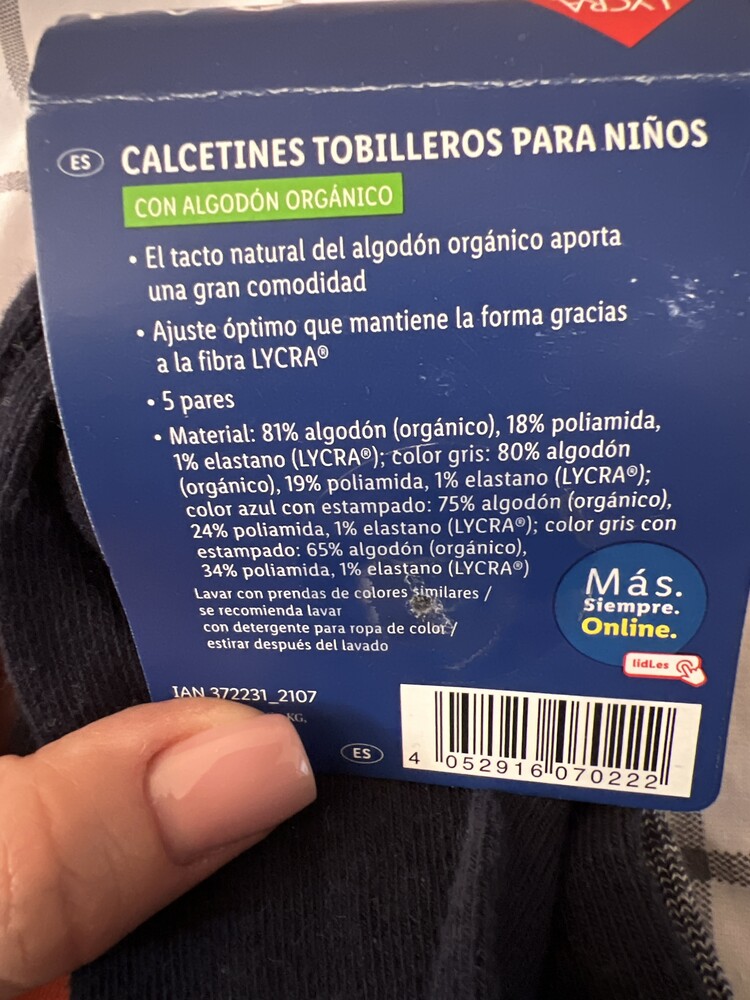 LYCRA
ES
CALCETINES TOBILLEROS PARA NIÑOS
CON ALGODÓN ORGÁNICO
• El tacto natural del algodón orgánico aporta
una gran comodidad
• Ajuste óptimo que mantiene la forma gracias
a la fibra LYCRA®
• 5 pares
• Material: 81% algodón (orgánico), 18% poliamida,
1% elastano (LYCRA®); color gris: 80% algodón
(orgánico), 19% poliamida, 1% elastano (LYCRA®);
color azul con estampado: 75% algodón (orgánico),
24% poliamida, 1% elastano (LYCRA®); color gris con
estampado: 65% algodón (orgánico),
34% poliamida, 1% elastano (LYCRA®)
Lavar con prendas de colores similares /
se recomienda lavar
con detergente para ropa de color /
estirar después del lavado
Más.
Siempre.
Online.
lidl.es
IAN 372231_2107
KG,
ES
4 052916 070222